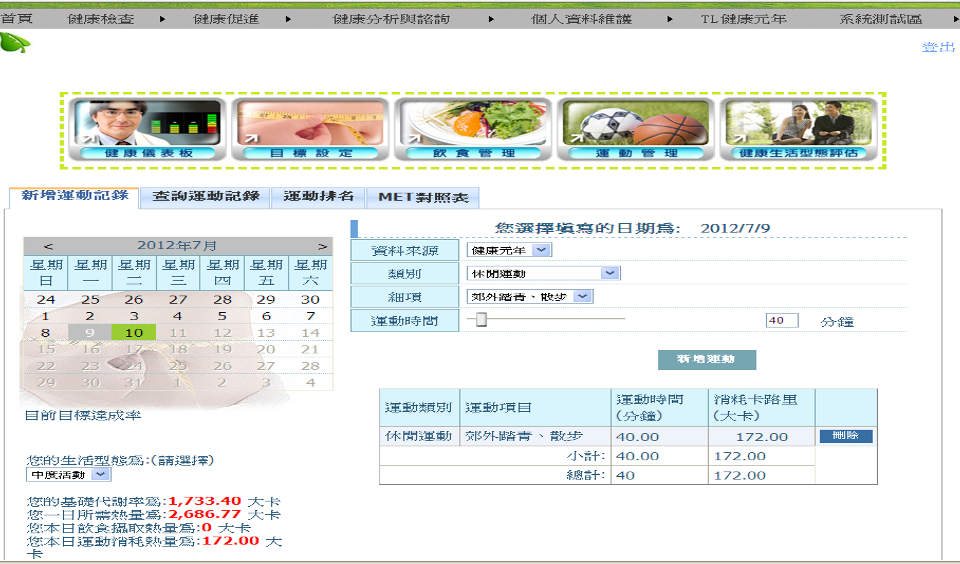 首頁 健康檢查 健康促進 健康分析與諮詢 個人資料維護 TL健康元年 系統測試區
登出
健康儀表板 目標設定 飲食管理 運動管理 健康生活型態評估
新增運動記錄 查詢運動記錄 運動排名 MET對照表
您選擇填寫的日期為: 2012/7/9
< 2012年7月 >
星期日 星期一 星期二 星期三 星期四 星期五 星期六
24 25 26 27 28 29 30
1 2 3 4 5 6 7
8 9 10 11 12 13 14
15 16 17 18 19 20 21
22 23 24 25 26 27 28
29 30 31 1 2 3 4
目前目標達成率
您的生活型態為:(請選擇)
中度活動
您的基礎代謝率為:1,733.40 大卡
您一日所需熱量為:2,686.77 大卡
您本日飲食攝取熱量為:0 大卡
您本日運動消耗熱量為:172.00 大
卡
資料來源 健康元年
類別 休閒運動
細項 郊外踏青、散步
運動時間 40 分鐘
新增運動
運動類別 運動項目 運動時間(分鐘) 消耗卡路里(大卡)
休閒運動 郊外踏青、散步 40.00 172.00 刪除
小計: 40.00 172.00
總計: 40 172.00